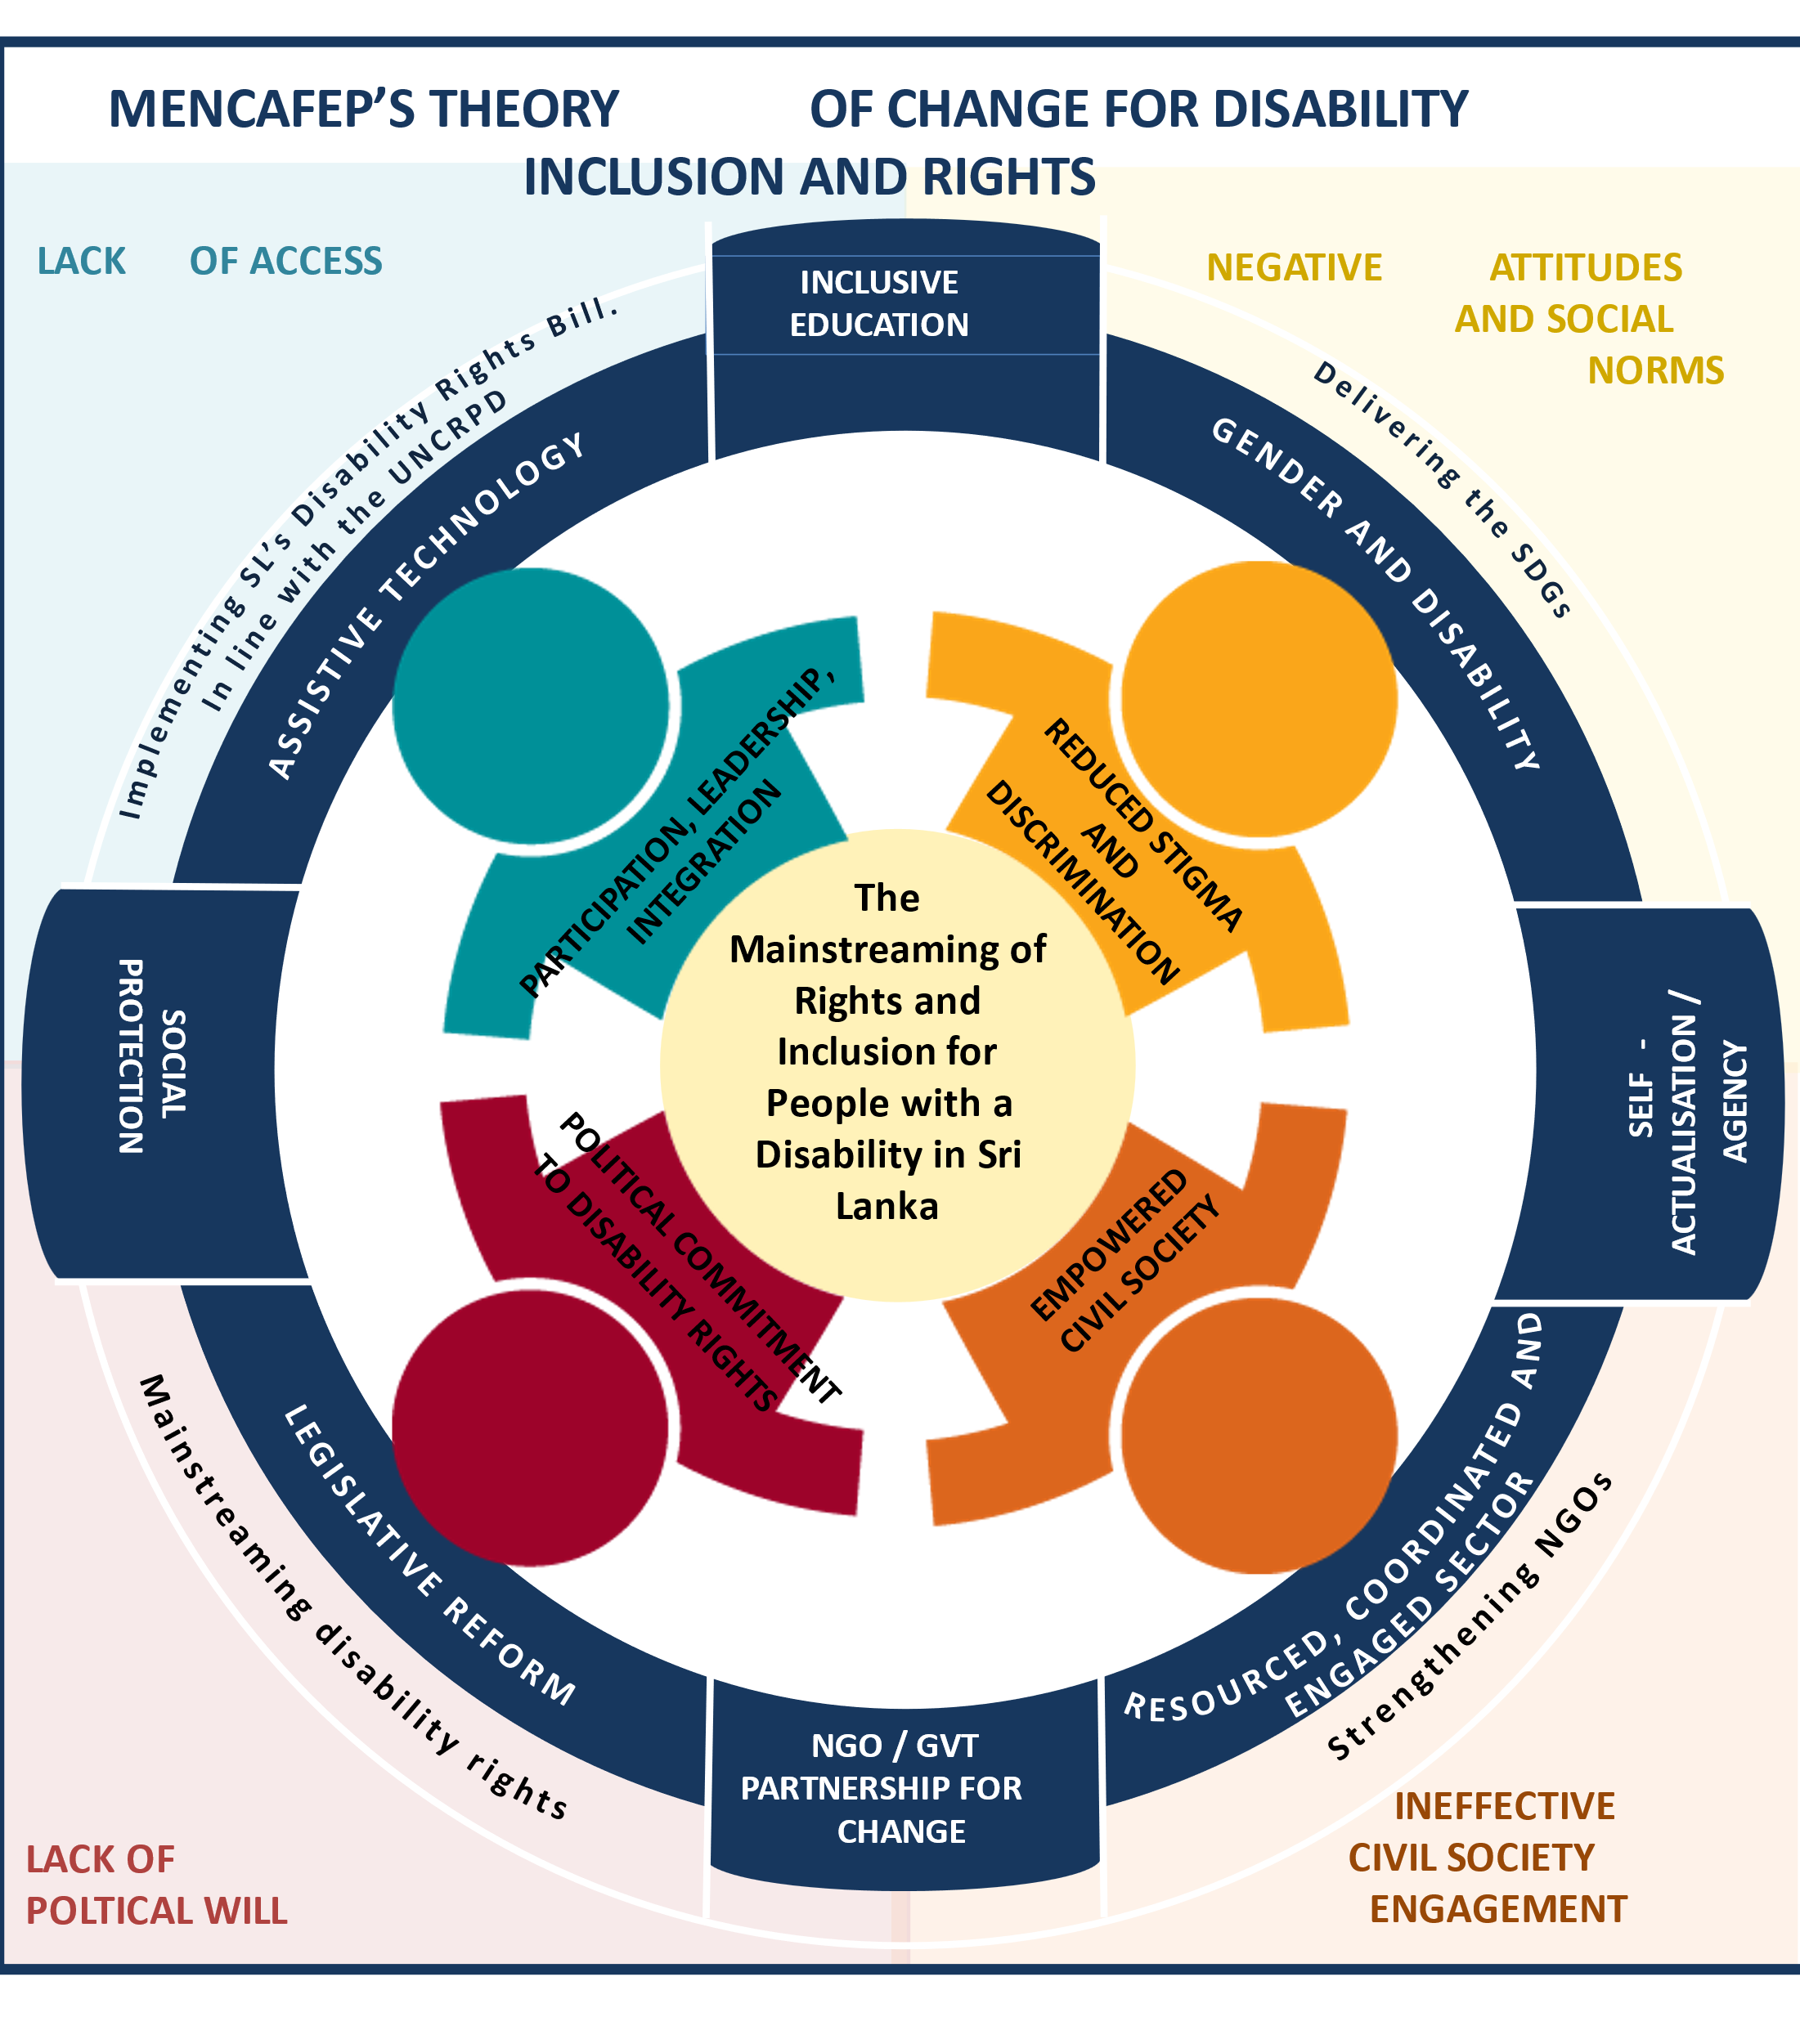 MENCAFEP’S THEORY OF CHANGE FOR DISABILITY
INCLUSION AND RIGHTS
LACK OF ACCESS
NEGATIVE ATTITUDES
AND SOCIAL
NORMS
INCLUSIVE
EDUCATION
Implementing SL’s Disability Rights Bill.
In line with the UNCRPD
Delivering the SDGs
ASSISTIVE TECHNOLOGY
GENDER AND DISABILITY
PARTICIPATION, LEADERSHIP,
INTEGRATION
REDUCED STIGMA
AND
DISCRIMINATION
The
Mainstreaming of
Rights and
Inclusion for
People with a
Disability in Sri
Lanka
SOCIAL
PROTECTION
SELF -
ACTUALISATION /
AGENCY
POLITICAL COMMITMENT
TO DISABILITY RIGHTS
EMPOWERED
CIVIL SOCIETY
LEGISLATIVE REFORM
RESOURCED, COORDINATED AND
ENGAGED SECTOR
Mainstreaming disability rights
Strengthening NGOs
NGO / GVT
PARTNERSHIP FOR
CHANGE
LACK OF
POLTICAL WILL
INEFFECTIVE
CIVIL SOCIETY
ENGAGEMENT